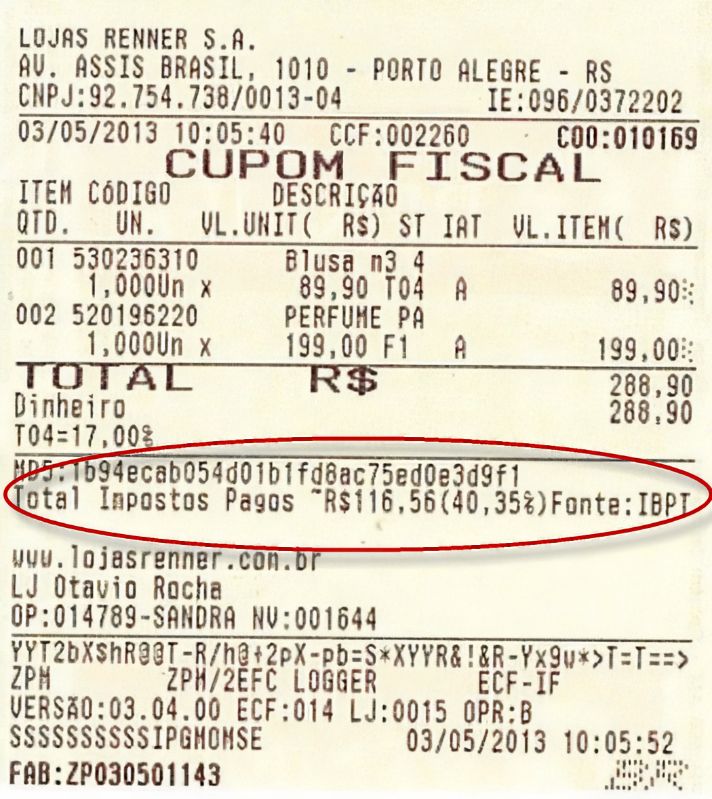 LOJAS RENNER S.A.
AV. ASSIS BRASIL, 1010 - PORTO ALEGRE - RS
CNPJ:92.754.738/0013-04 IE:096/0372202
03/05/2013 10:05:40 CCF:002260 COO:010169
CUPOM FISCAL
ITEM CÓDIGO DESCRIÇÃO
QTD. UN. VL.UNIT( R$) ST IAT VL.ITEM( R$)
001 530236310 Blusa n3 4
1,000Un x 89,90 T04 A 89,90
002 520196220 PERFUME PA
1,000Un x 199,00 F1 A 199,00
TOTAL R$ 288,90
Dinheiro 288,90
T04=17,00%
MD5:1b94ecab054d01b1fd8ac75ed0e3d9f1
Total Impostos Pagos ~R$116,56(40,35%)Fonte:IBPT
www.lojasrenner.com.br
LJ Otavio Rocha
OP:014789-SANDRA NV:001644
YYT2bX$hR@@T-R/h@+2pX-pb=S*XYYR&!&R-Yx9w*>T=T==>
ZPM ZPM/2EFC LOGGER ECF-IF
VERSÃO:03.04.00 ECF:014 LJ:0015 OPR:B
SSSSSSSSSSIPGMOMSE 03/05/2013 10:05:52
FAB:ZP030501143